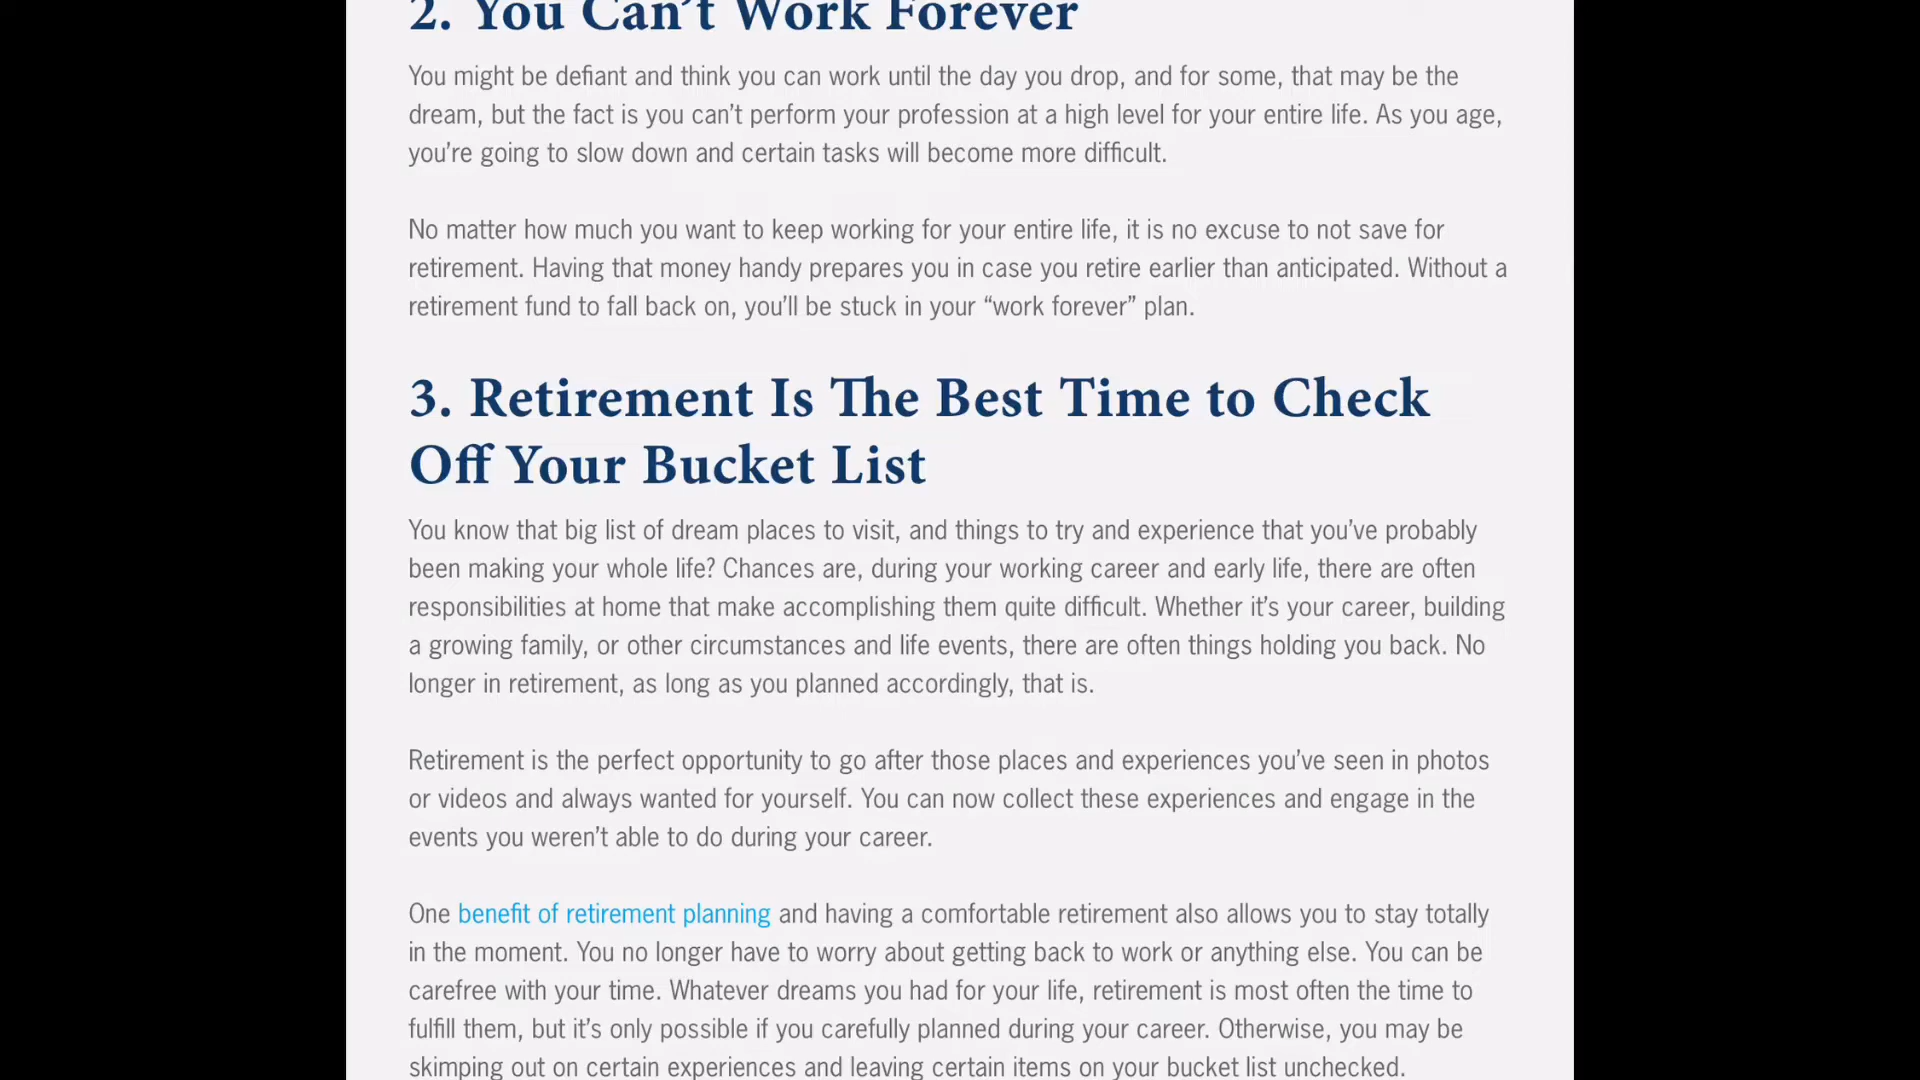 2. You Can’t Work Forever
You might be defiant and think you can work until the day you drop, and for some, that may be the
dream, but the fact is you can’t perform your profession at a high level for your entire life. As you age,
you’re going to slow down and certain tasks will become more difficult.
No matter how much you want to keep working for your entire life, it is no excuse to not save for
retirement. Having that money handy prepares you in case you retire earlier than anticipated. Without a
retirement fund to fall back on, you’ll be stuck in your “work forever” plan.
3. Retirement Is The Best Time to Check
Off Your Bucket List
You know that big list of dream places to visit, and things to try and experience that you’ve probably
been making your whole life? Chances are, during your working career and early life, there are often
responsibilities at home that make accomplishing them quite difficult. Whether it’s your career, building
a growing family, or other circumstances and life events, there are often things holding you back. No
longer in retirement, as long as you planned accordingly, that is.
Retirement is the perfect opportunity to go after those places and experiences you’ve seen in photos
or videos and always wanted for yourself. You can now collect these experiences and engage in the
events you weren’t able to do during your career.
One benefit of retirement planning and having a comfortable retirement also allows you to stay totally
in the moment. You no longer have to worry about getting back to work or anything else. You can be
carefree with your time. Whatever dreams you had for your life, retirement is most often the time to
fulfill them, but it’s only possible if you carefully planned during your career. Otherwise, you may be
skimping out on certain experiences and leaving certain items on your bucket list unchecked.